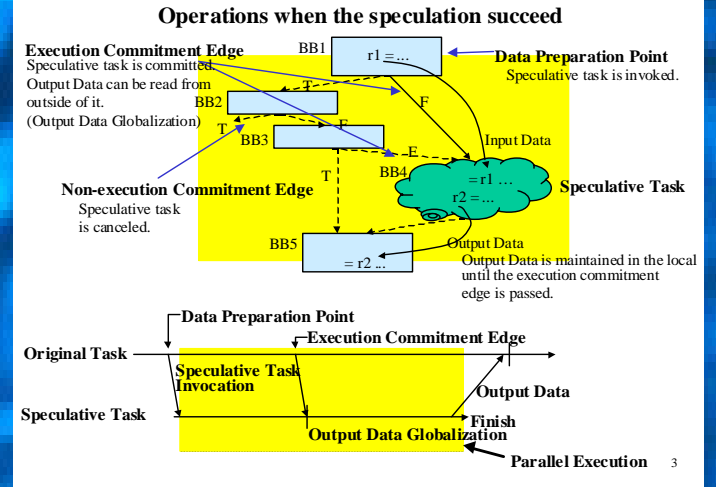 Operations when the speculation succeed
Execution Commitment Edge
Speculative task is committed.
Output Data can be read from
outside of it.
(Output Data Globalization)
BB1
r1 = ...
Data Preparation Point
Speculative task is invoked.
T
F
BB2
T
F
BB3
Input Data
F
T
BB4
= r1 ...
r2 = ...
Speculative Task
Non-execution Commitment Edge
Speculative task
is canceled.
BB5
= r2 ...
Output Data
Output Data is maintained in the local
until the execution commitment
edge is passed.
Data Preparation Point
Execution Commitment Edge
Original Task
Speculative Task
Invocation
Output Data
Speculative Task
Finish
Output Data Globalization
Parallel Execution
3